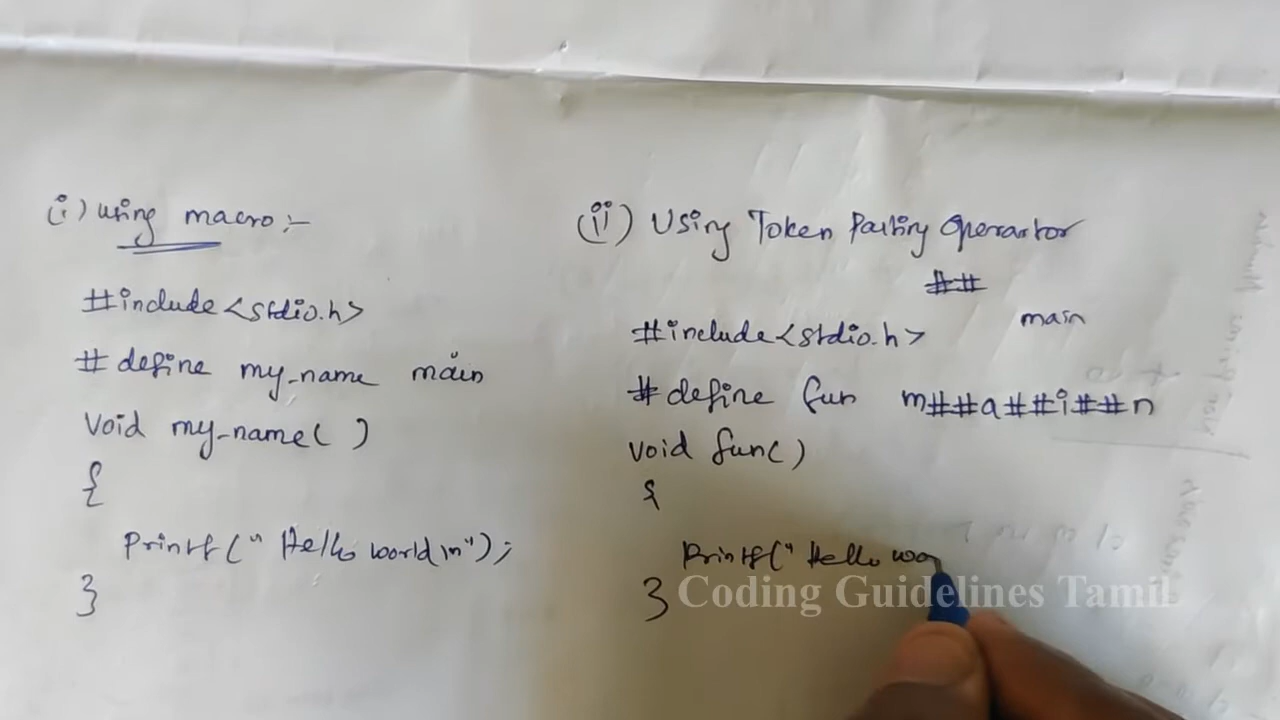 (i) Using macro :-
#include <stdio.h>
# define my_name main
void my_name( )
{
printf(" Hello world \n");
}
(ii) Using Token Pasting Operator
##
main
#include <stdio.h>
# define fun m##a##i##n
void fun( )
{
printf(" Hello wor
}
Coding Guidelines Tamil